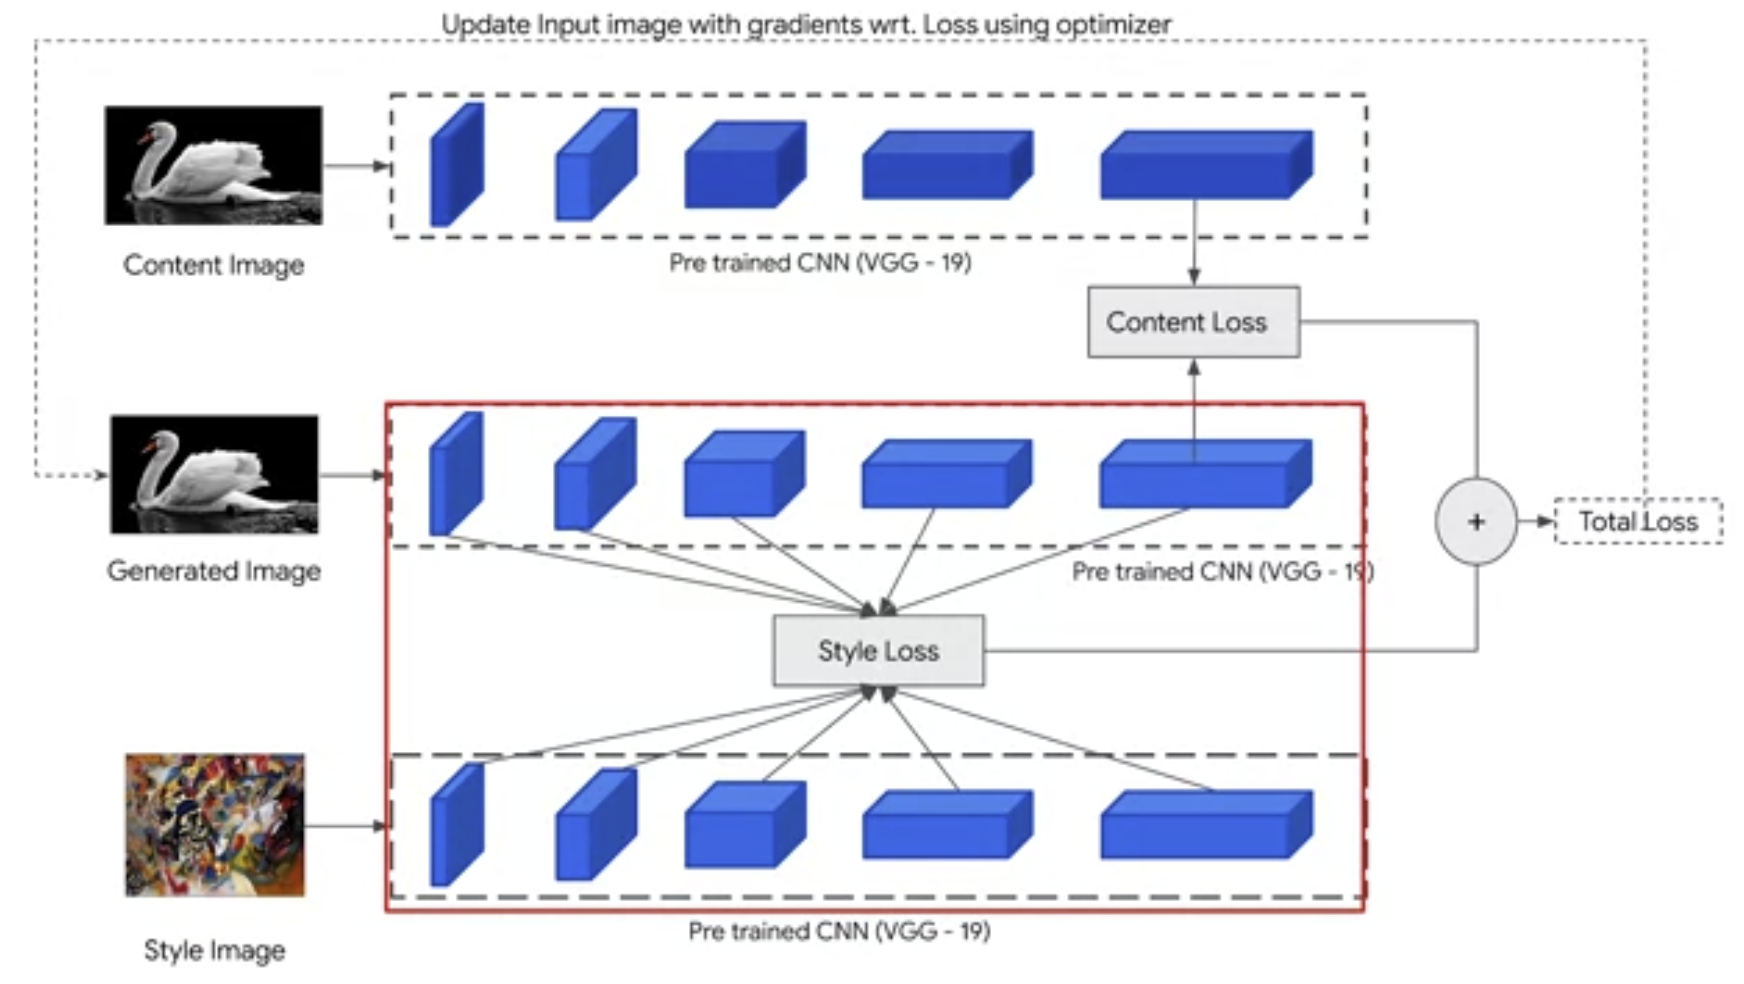 Update Input image with gradients wrt. Loss using optimizer
Content Image
Pre trained CNN (VGG - 19)
Content Loss
Generated Image
Pre trained CNN (VGG - 19)
+
Total Loss
Style Loss
Style Image
Pre trained CNN (VGG - 19)